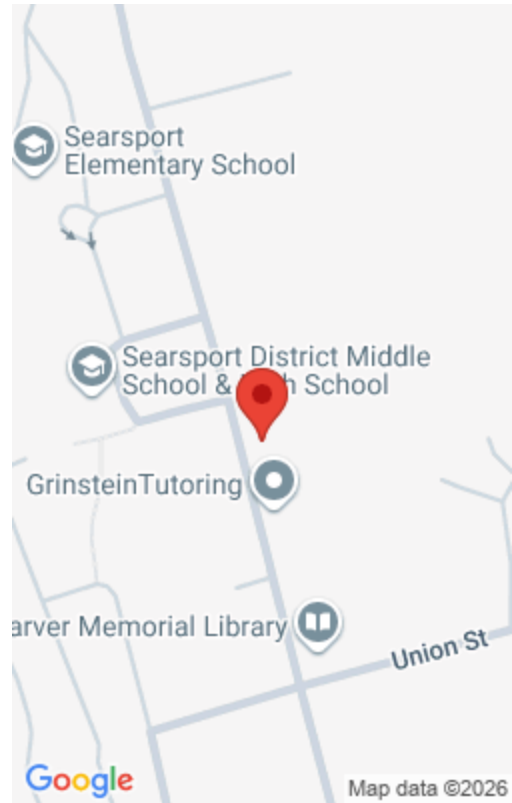 Searsport
Elementary School
Searsport District Middle
School & School
GrinsteinTutoring
arver Memorial Library
Union St
Google
Map data ©2026